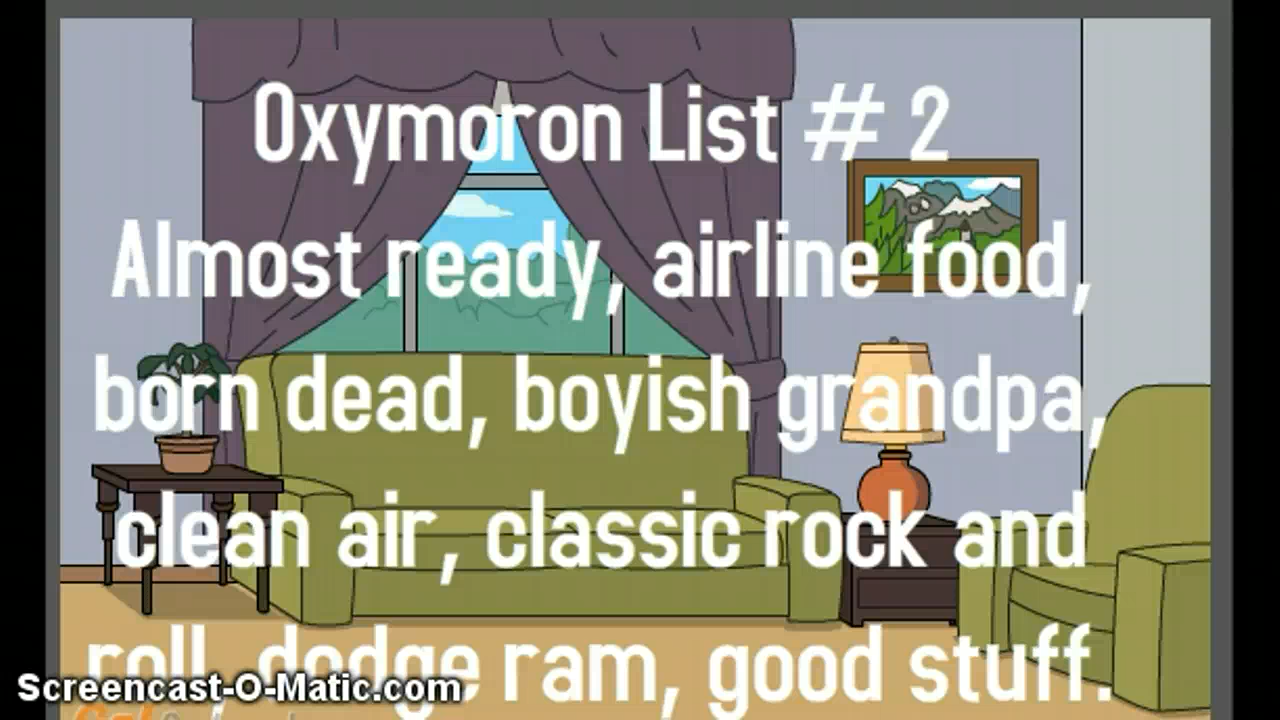 Oxymoron List # 2
Almost ready, airline food,
born dead, boyish grandpa,
clean air, classic rock and
roll, dodge ram, good stuff.
Screencast-O-Matic.com